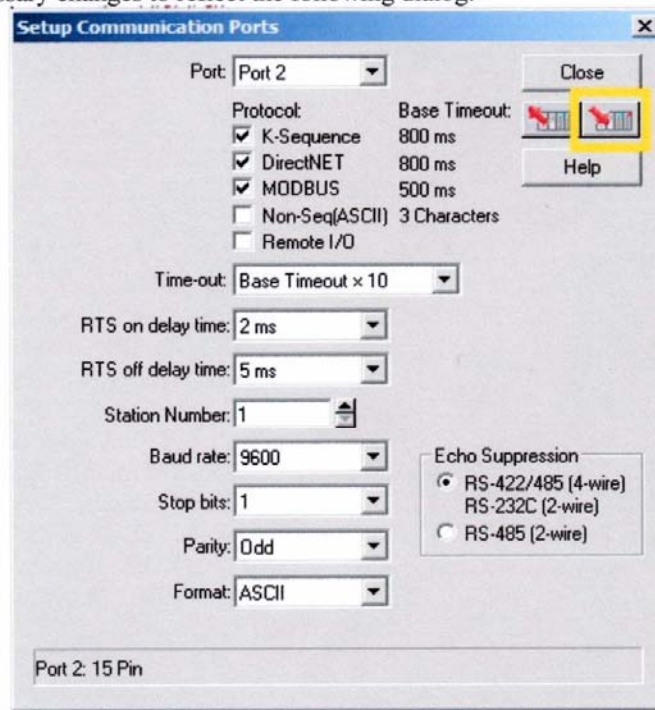 Setup Communication Ports
Port: Port 2
Close
Protocol: Base Timeout:
K-Sequence 800 ms
DirectNET 800 ms
Help
MODBUS 500 ms
Non-Seq(ASCII) 3 Characters
Remote I/O
Time-out: Base Timeout × 10
RTS on delay time: 2 ms
RTS off delay time: 5 ms
Station Number: 1
Baud rate: 9600
Echo Suppression
RS-422/485 (4-wire)
RS-232C (2-wire)
Stop bits: 1
RS-485 (2-wire)
Parity: Odd
Format: ASCII
Port 2: 15 Pin